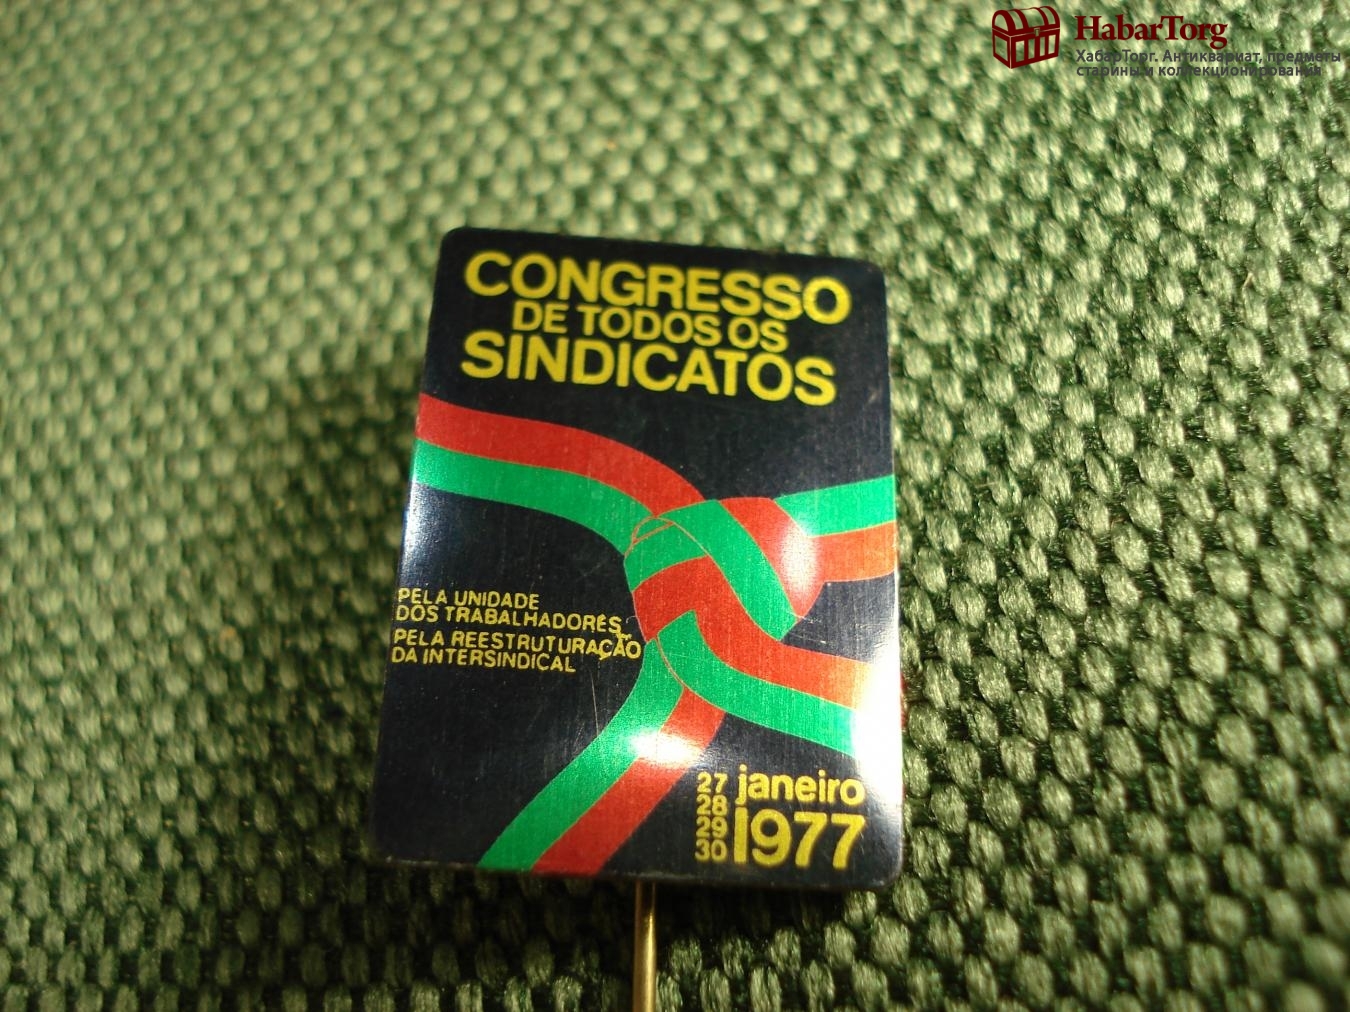 HabarTorg
ХабарТорг. Антиквариат, предметы
старины и коллекционирования
CONGRESSO
DE TODOS OS
SINDICATOS
PELA UNIDADE
DOS TRABALHADORES
PELA REESTRUTURAÇÃO
DA INTERSINDICAL
27
28
29
30
janeiro
1977